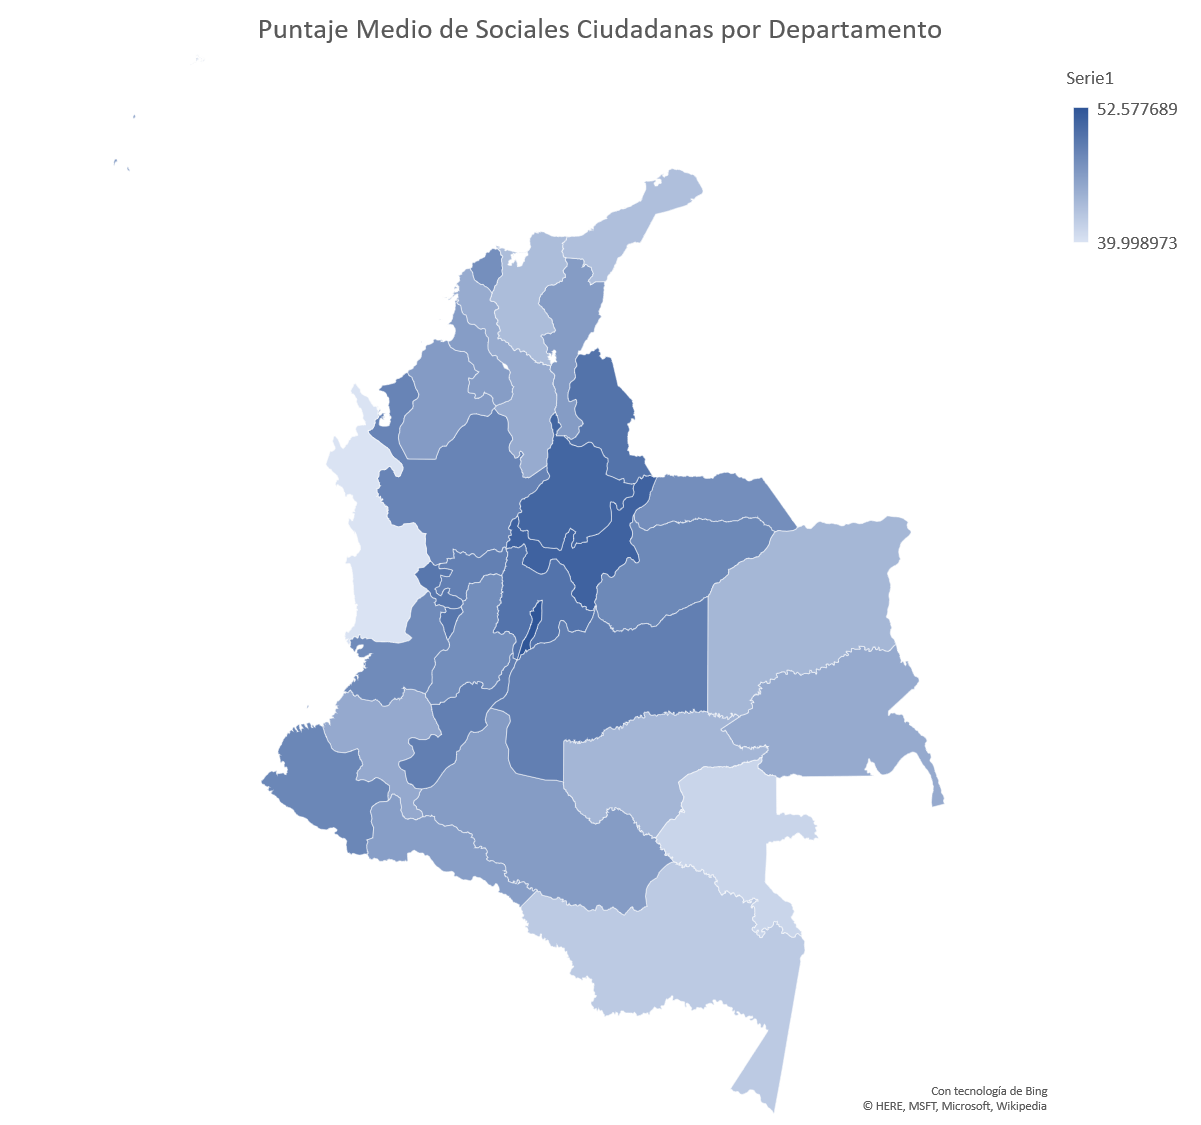 Puntaje Medio de Sociales Ciudadanas por Departamento
Serie1
52.577689
39.998973
Con tecnología de Bing
© HERE, MSFT, Microsoft, Wikipedia